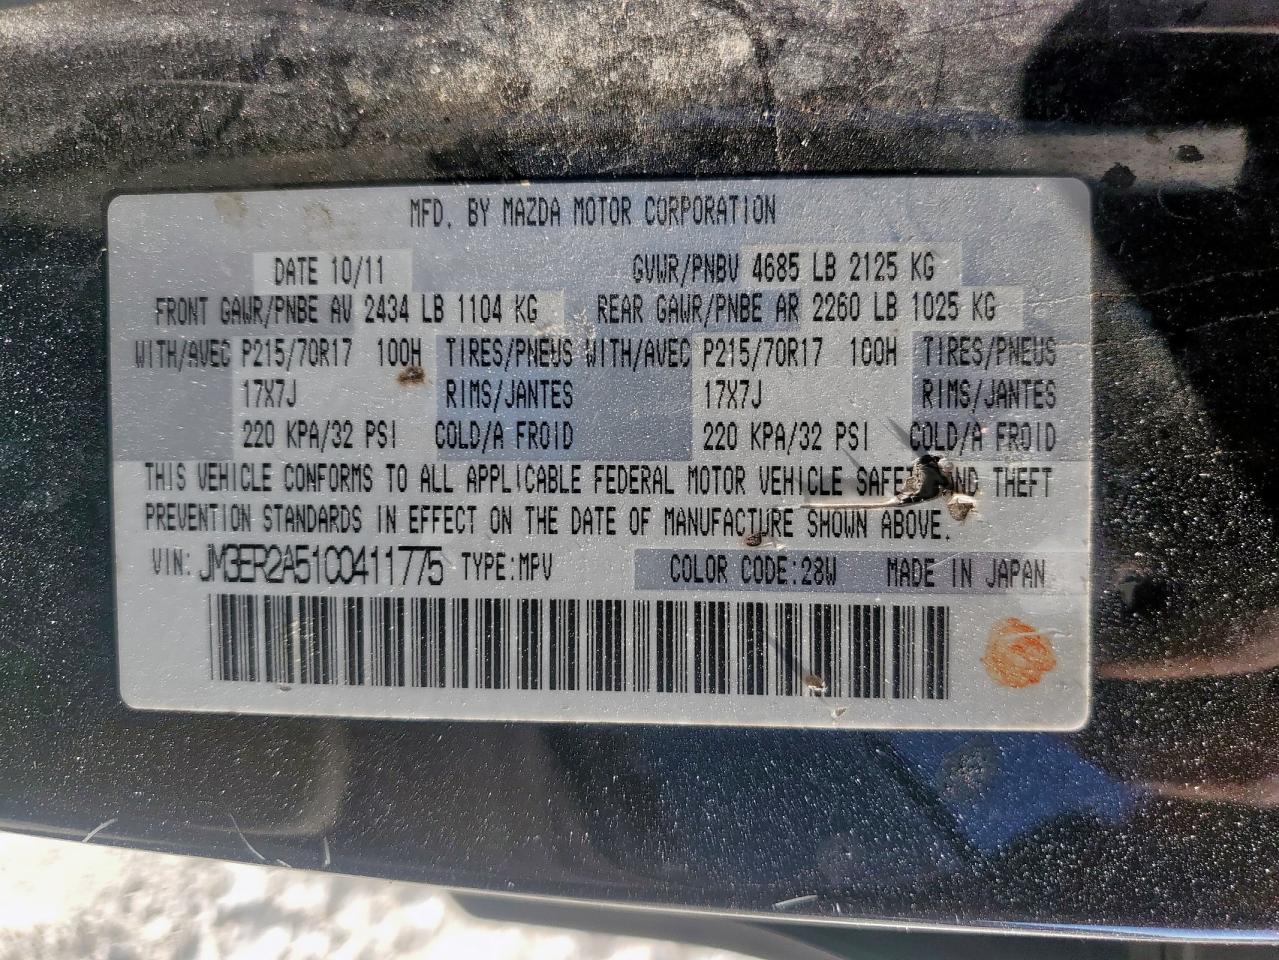 MFD. BY MAZDA MOTOR CORPORATION
DATE 10/11 GVWR/PNBV 4685 LB 2125 KG
FRONT GAWR/PNBE AV 2434 LB 1104 KG REAR GAWR/PNBE AR 2260 LB 1025 KG
WITH/AVEC P215/70R17 100H TIRES/PNEUS WITH/AVEC P215/70R17 100H TIRES/PNEUS
17X7J RIMS/JANTES 17X7J RIMS/JANTES
220 KPA/32 PSI COLD/A FROID 220 KPA/32 PSI COLD/A FROID
THIS VEHICLE CONFORMS TO ALL APPLICABLE FEDERAL MOTOR VEHICLE SAFETY AND THEFT
PREVENTION STANDARDS IN EFFECT ON THE DATE OF MANUFACTURE SHOWN ABOVE.
VIN: JM3ER2A51C0411775 TYPE:MPV COLOR CODE:28W MADE IN JAPAN